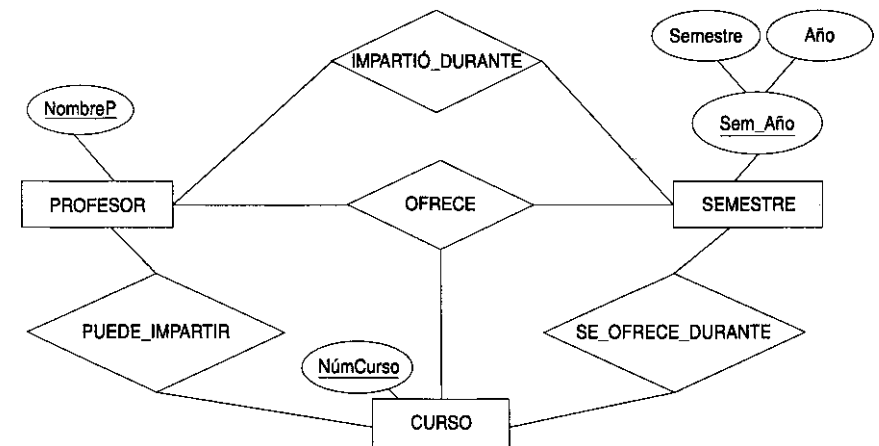 Semestre
Año
IMPARTIÓ_DURANTE
NombreP
Sem_Año
PROFESOR
OFRECE
SEMESTRE
PUEDE_IMPARTIR
SE_OFRECE_DURANTE
NúmCurso
CURSO